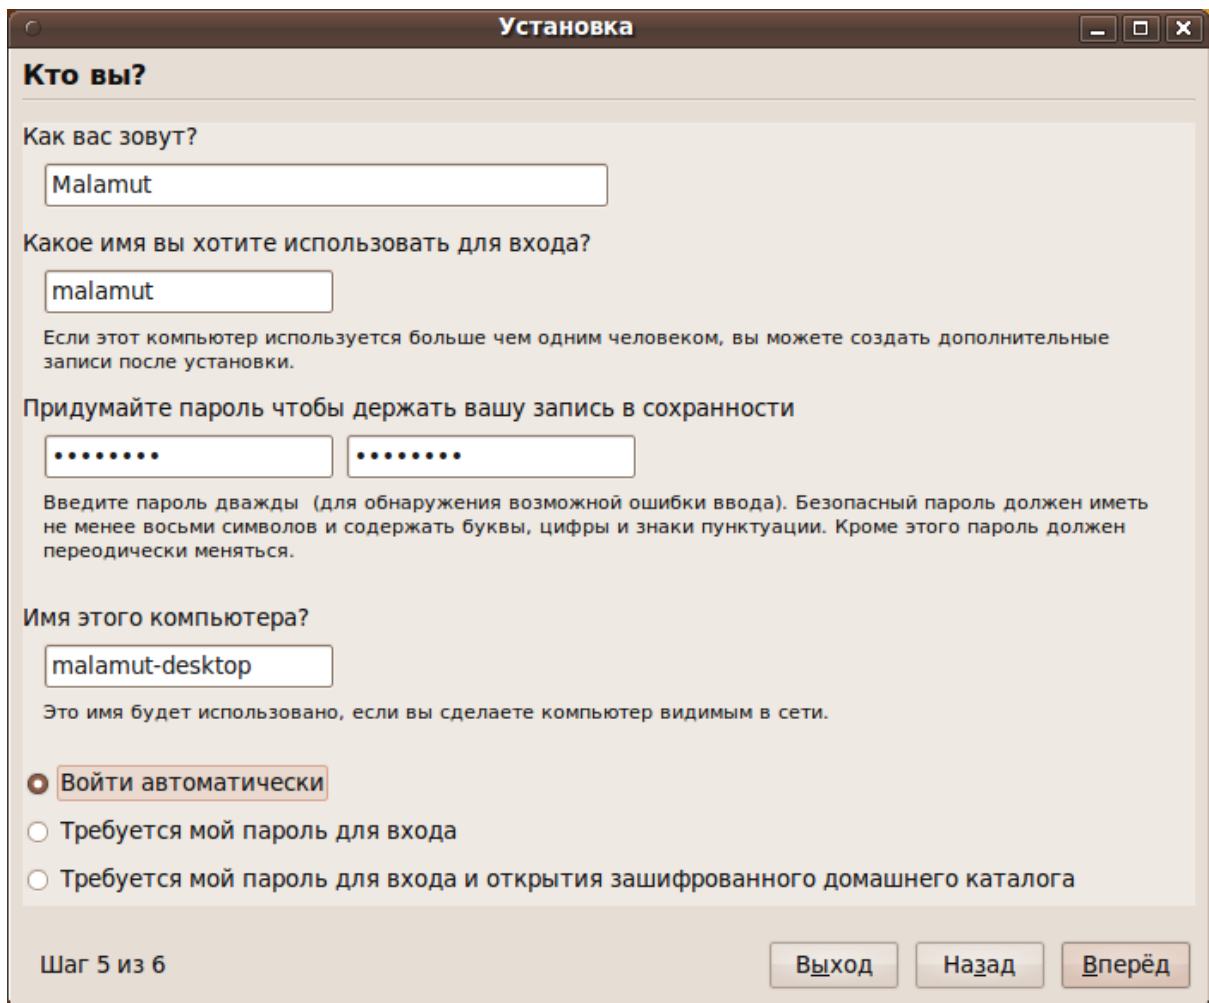 Установка
Кто вы?
Как вас зовут?
Malamut
Какое имя вы хотите использовать для входа?
malamut
Если этот компьютер используется больше чем одним человеком, вы можете создать дополнительные
записи после установки.
Придумайте пароль чтобы держать вашу запись в сохранности
•••••••• ••••••••
Введите пароль дважды  (для обнаружения возможной ошибки ввода). Безопасный пароль должен иметь
не менее восьми символов и содержать буквы, цифры и знаки пунктуации. Кроме этого пароль должен
переодически меняться.
Имя этого компьютера?
malamut-desktop
Это имя будет использовано, если вы сделаете компьютер видимым в сети.
Войти автоматически
Требуется мой пароль для входа
Требуется мой пароль для входа и открытия зашифрованного домашнего каталога
Шаг 5 из 6 Выход Назад Вперёд